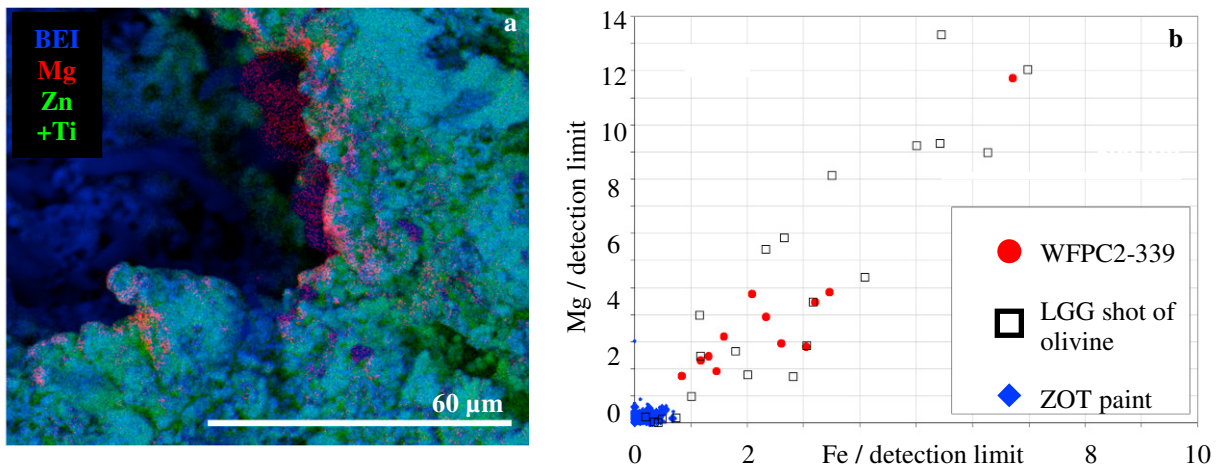 a
BEI
Mg
Zn
+Ti
60 µm
b
14
12
10
8
6
4
2
0
Mg / detection limit
WFPC2-339
LGG shot of
olivine
ZOT paint
0 2 Fe / detection limit 8 10